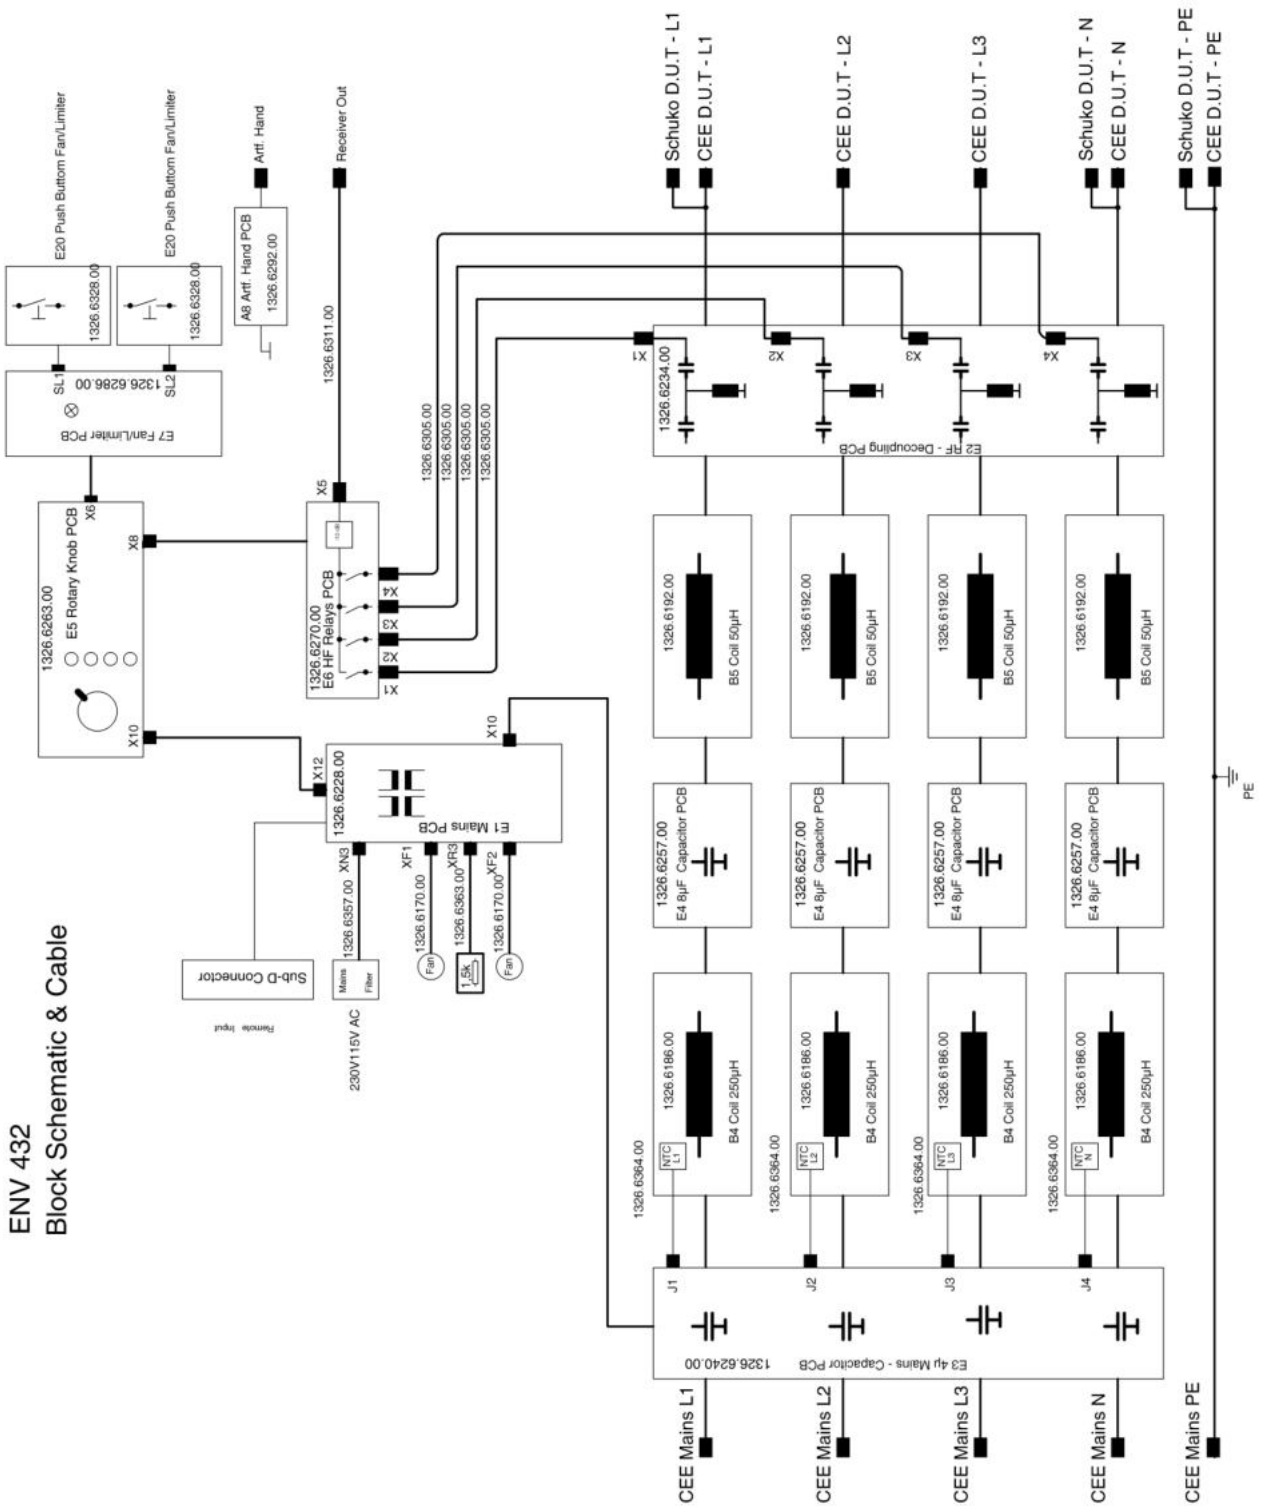 ENV 432
Block Schematic & Cable
E20 Push Buttom Fan/Limiter
1326.6328.00
E20 Push Buttom Fan/Limiter
1326.6328.00
SL1
SL2
1326.6286.00
E7 Fan/Limiter PCB
Artf. Hand
A8 Artf. Hand PCB
1326.6292.00
Receiver Out
1326.6311.00
1326.6263.00
E5 Rotary Knob PCB
X6
X8
X10
X5
1326.6270.00
E6 HF Relays PCB
X1
X2
X3
X4
1326.6305.00
1326.6305.00
1326.6305.00
1326.6305.00
X12
1326.6228.00
E1 Mains PCB
X10
XN3
XF1
XR3
XF2
1326.6357.00
1326.6170.00
1326.6363.00
1326.6170.00
Sub-D Connector
Remote Input
Mains
Filter
230V115V AC
Fan
1,5k
Fan
Schuko D.U.T - L1
CEE D.U.T - L1
CEE D.U.T - L2
CEE D.U.T - L3
Schuko D.U.T - N
CEE D.U.T - N
Schuko D.U.T - PE
CEE D.U.T - PE
X1
X2
X3
X4
1326.6234.00
E2 RF - Decoupling PCB
1326.6192.00
B5 Coil 50µH
1326.6192.00
B5 Coil 50µH
1326.6192.00
B5 Coil 50µH
1326.6192.00
B5 Coil 50µH
1326.6257.00
E4 8µF Capacitor PCB
1326.6257.00
E4 8µF Capacitor PCB
1326.6257.00
E4 8µF Capacitor PCB
1326.6257.00
E4 8µF Capacitor PCB
PE
1326.6186.00
B4 Coil 250µH
NTC
L1
1326.6364.00
1326.6186.00
B4 Coil 250µH
NTC
L2
1326.6364.00
1326.6186.00
B4 Coil 250µH
NTC
L3
1326.6364.00
1326.6186.00
B4 Coil 250µH
NTC
N
1326.6364.00
J1
J2
J3
J4
E3 4µ Mains - Capacitor PCB
1326.6240.00
CEE Mains L1
CEE Mains L2
CEE Mains L3
CEE Mains N
CEE Mains PE